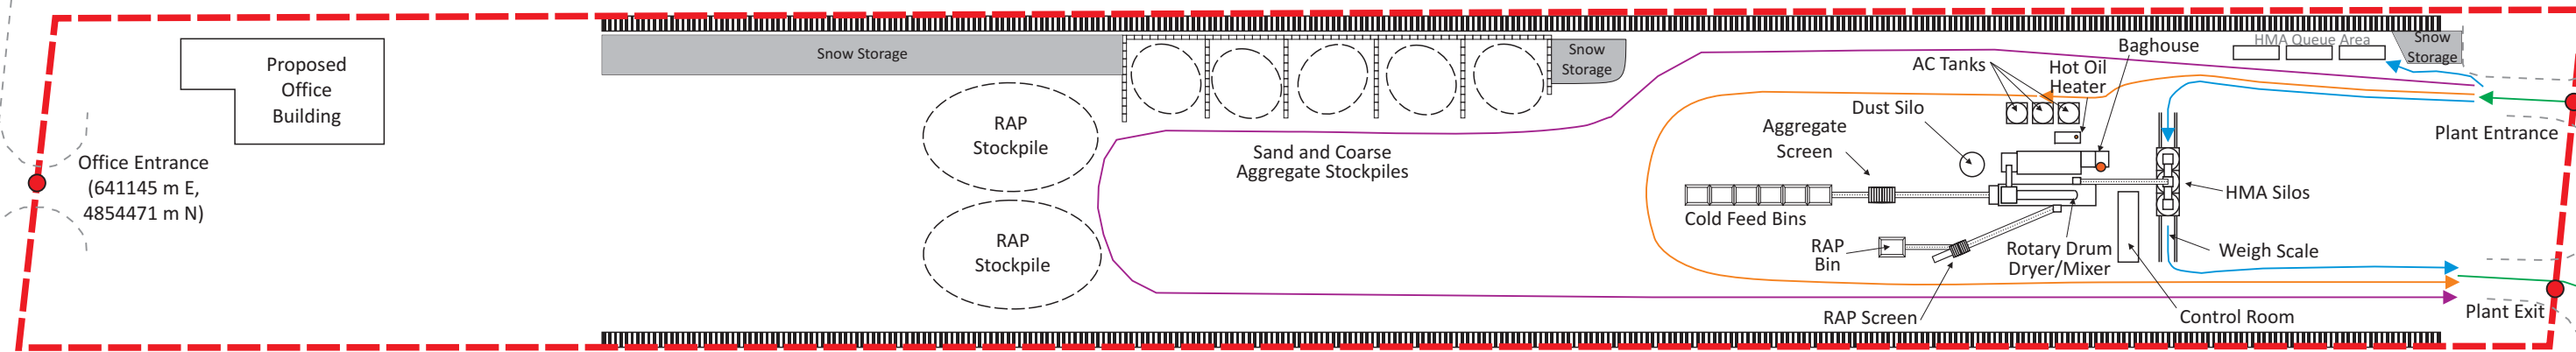 Proposed
Office
Building
Office Entrance
(641145 m E,
4854471 m N)
Snow Storage
RAP
Stockpile
RAP
Stockpile
Snow
Storage
Sand and Coarse
Aggregate Stockpiles
Aggregate
Screen
Dust Silo
AC Tanks
Hot Oil
Heater
Baghouse
HMA Queue Area
Snow
Storage
Plant Entrance
Cold Feed Bins
RAP
Bin
RAP Screen
Rotary Drum
Dryer/Mixer
HMA Silos
Weigh Scale
Control Room
Plant Exit